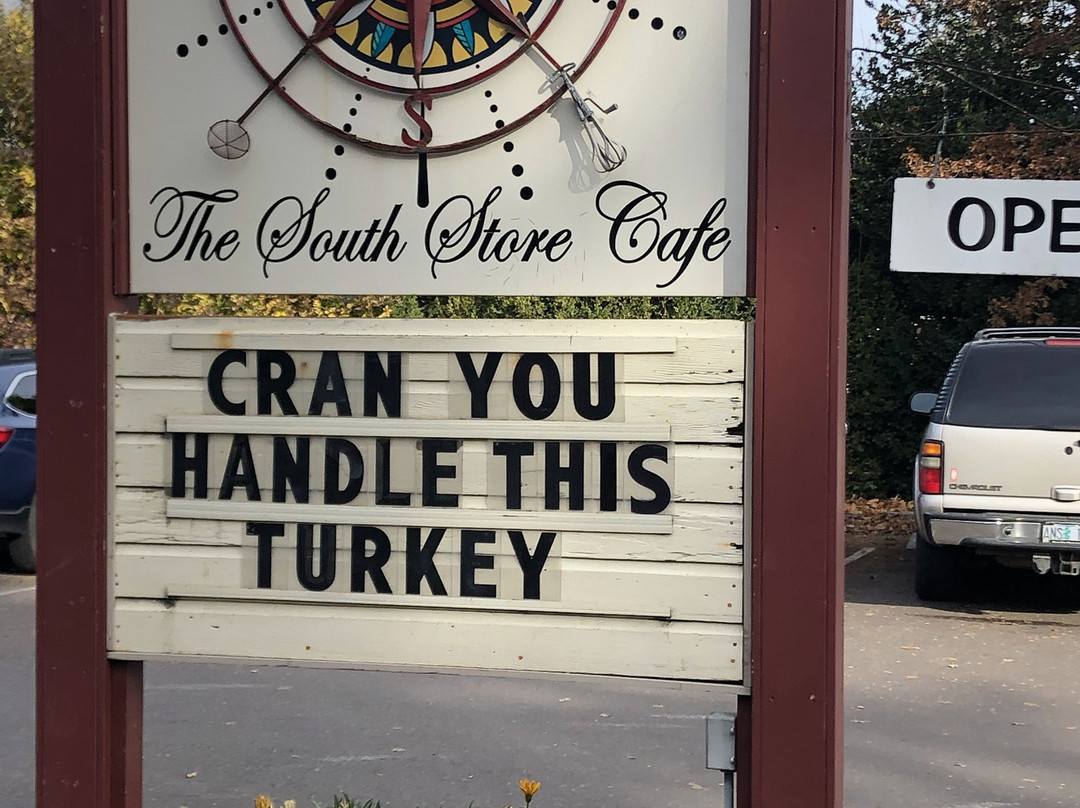 S
The South Store Cafe
OPE
CRAN YOU
HANDLE THIS
TURKEY
CHEVROLET